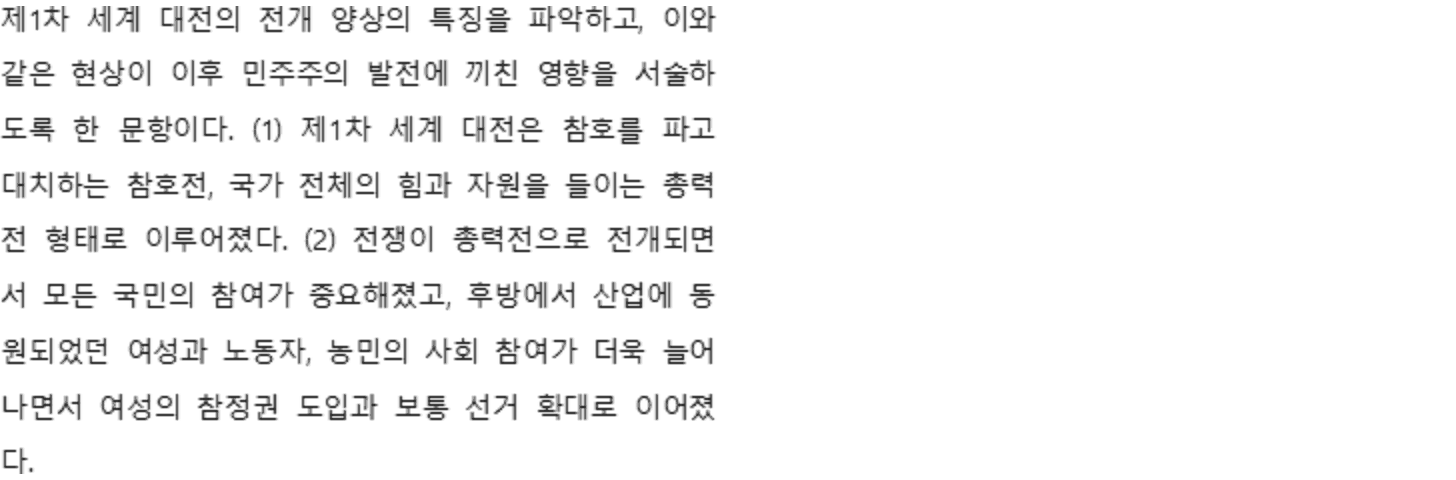 제1차 세계 대전의 전개 양상의 특징을 파악하고, 이와
같은 현상이 이후 민주주의 발전에 끼친 영향을 서술하
도록 한 문항이다. (1) 제1차 세계 대전은 참호를 파고
대치하는 참호전, 국가 전체의 힘과 자원을 들이는 총력
전 형태로 이루어졌다. (2) 전쟁이 총력전으로 전개되면
서 모든 국민의 참여가 중요해졌고, 후방에서 산업에 동
원되었던 여성과 노동자, 농민의 사회 참여가 더욱 늘어
나면서 여성의 참정권 도입과 보통 선거 확대로 이어졌
다.